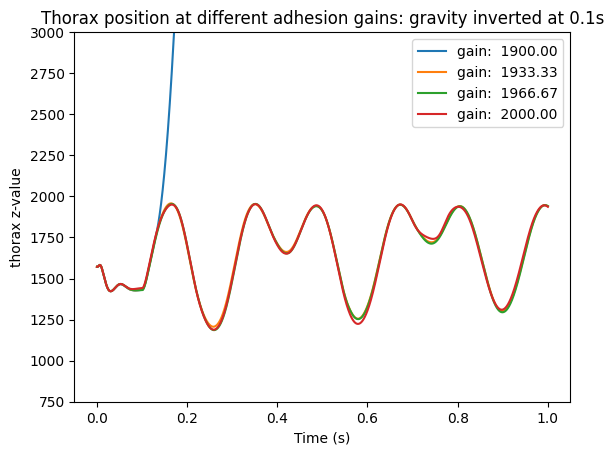 Thorax position at different adhesion gains: gravity inverted at 0.1s
3000
2750
2500
2250
2000
1750
1500
1250
1000
750
thorax z-value
gain:  1900.00
gain:  1933.33
gain:  1966.67
gain:  2000.00
0.0 0.2 0.4 0.6 0.8 1.0
Time (s)